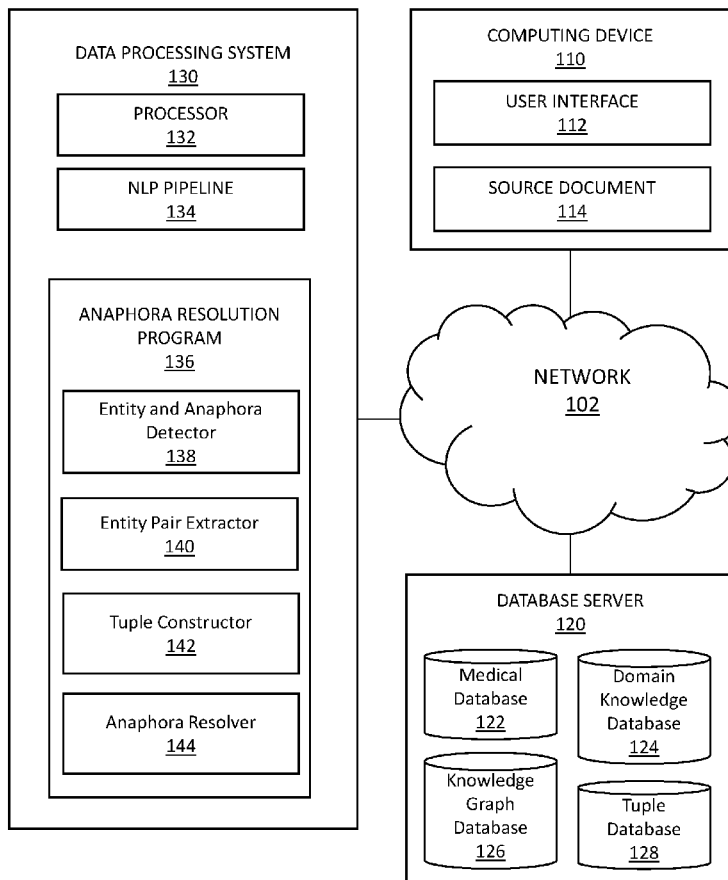 DATA PROCESSING SYSTEM
130
PROCESSOR
132
NLP PIPELINE
134
ANAPHORA RESOLUTION
PROGRAM
136
Entity and Anaphora
Detector
138
Entity Pair Extractor
140
Tuple Constructor
142
Anaphora Resolver
144
COMPUTING DEVICE
110
USER INTERFACE
112
SOURCE DOCUMENT
114
NETWORK
102
DATABASE SERVER
120
Medical
Database
122
Domain
Knowledge
Database
124
Knowledge
Graph
Database
126
Tuple
Database
128